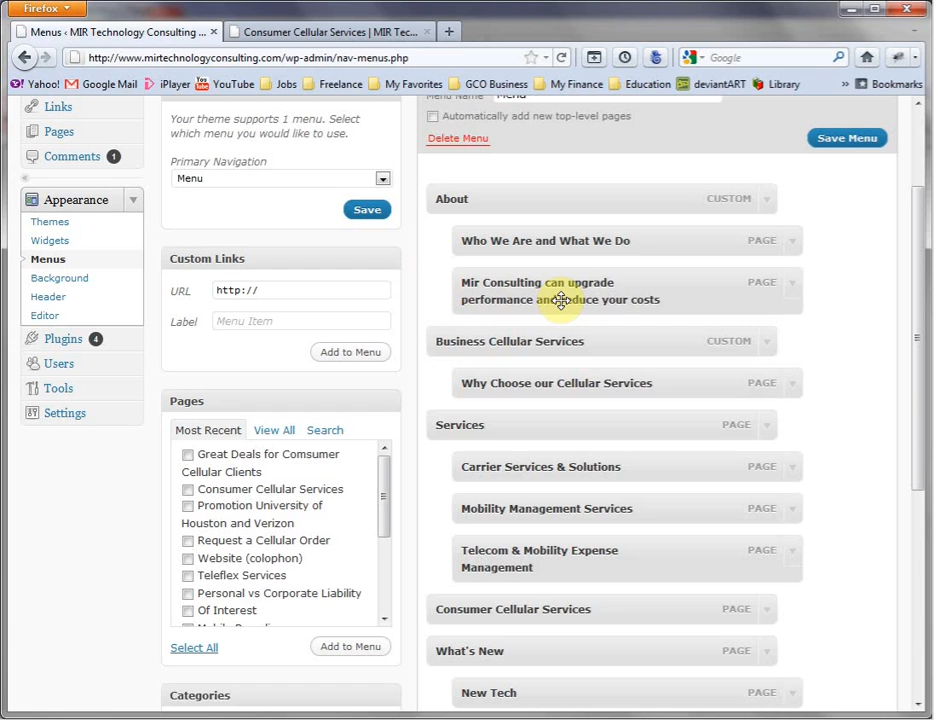 Firefox
Menus ‹ MIR Technology Consulting ...
Consumer Cellular Services | MIR Tec...
http://www.mirtechnologyconsulting.com/wp-admin/nav-menus.php
Google
Yahoo!
Google Mail
iPlayer
YouTube
Jobs
Freelance
My Favorites
GCO Business
My Finance
Education
deviantART
Library
»
Bookmarks
Links
Pages
Comments 1
Appearance
Themes
Widgets
Menus
Background
Header
Editor
Plugins 4
Users
Tools
Settings
Your theme supports 1 menu. Select
which menu you would like to use.
Primary Navigation
Menu
Save
Custom Links
URL http://
Label Menu Item
Add to Menu
Pages
Most Recent View All Search
Great Deals for Comsumer
Cellular Clients
Consumer Cellular Services
Promotion University of
Houston and Verizon
Request a Cellular Order
Website (colophon)
Teleflex Services
Personal vs Corporate Liability
Of Interest
Select All
Add to Menu
Categories
Menu Name Menu
Automatically add new top-level pages
Delete Menu
Save Menu
About CUSTOM
Who We Are and What We Do PAGE
Mir Consulting can upgrade PAGE
performance and reduce your costs
Business Cellular Services CUSTOM
Why Choose our Cellular Services PAGE
Services PAGE
Carrier Services & Solutions PAGE
Mobility Management Services PAGE
Telecom & Mobility Expense PAGE
Management
Consumer Cellular Services PAGE
What's New PAGE
New Tech PAGE